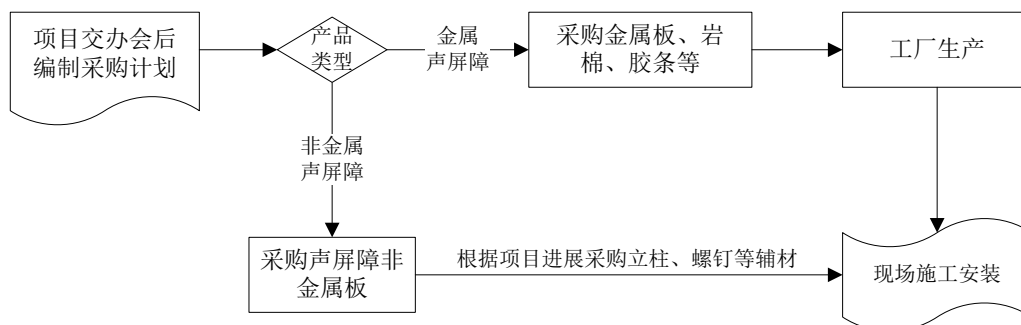 项目交办会后
编制采购计划
产品
类型
金属
声屏障
采购金属板、岩
棉、胶条等
工厂生产
非金属
声屏障
采购声屏障非
金属板
根据项目进展采购立柱、螺钉等辅材
现场施工安装